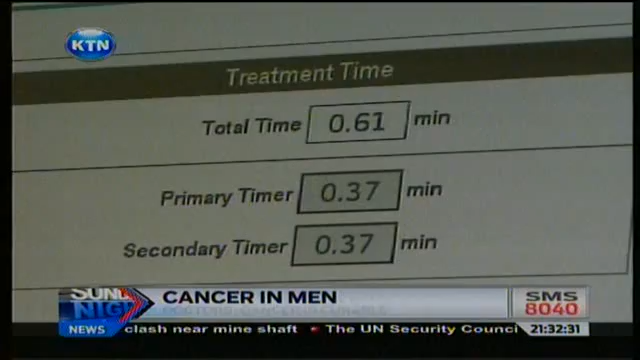 KTN
Treatment Time
Total Time 0.61 min
Primary Timer 0.37 min
Secondary Timer 0.37 min
CANCER IN MEN
SMS
8040
NEWS clash near mine shaft The UN Security Counci 21:32:31